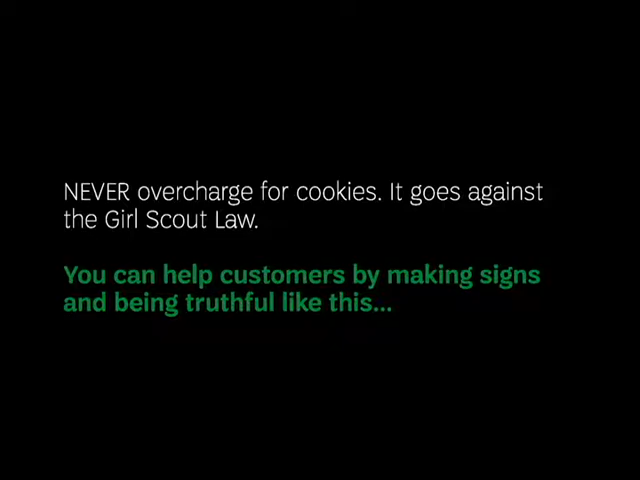 NEVER overcharge for cookies. It goes against
the Girl Scout Law.
You can help customers by making signs
and being truthful like this...